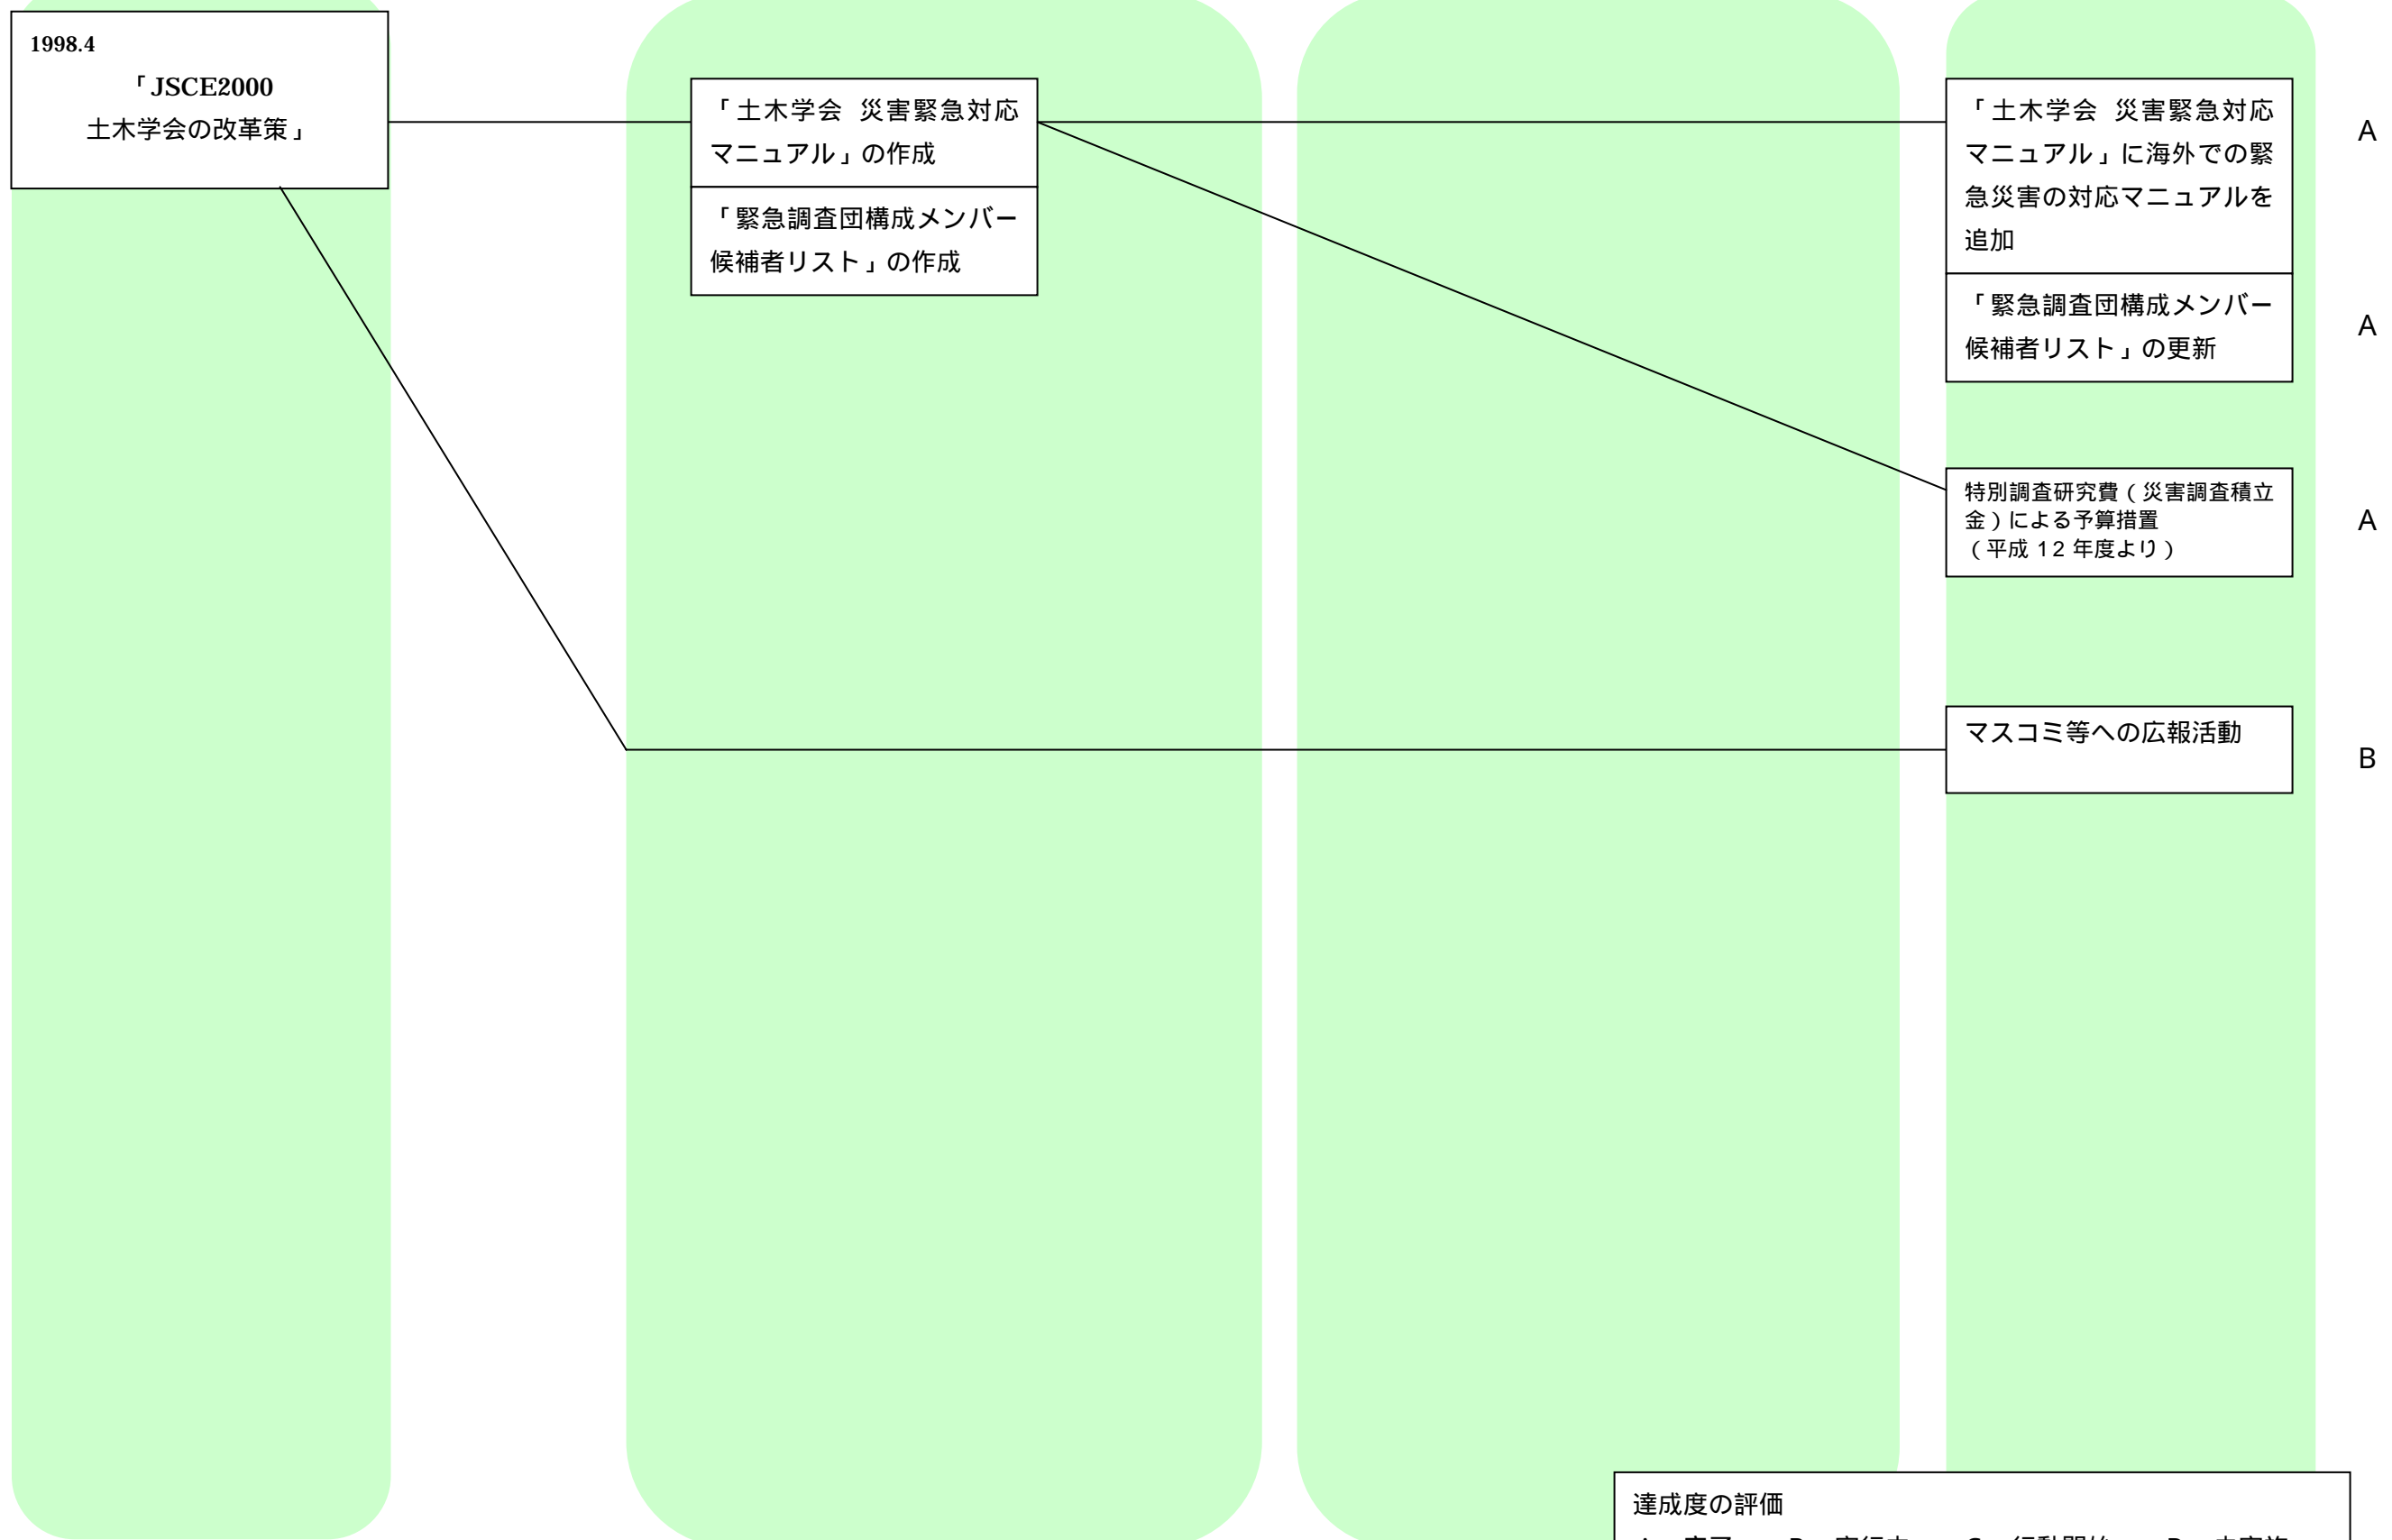 1998.4
「JSCE2000
土木学会の改革策」
「土木学会 災害緊急対応
マニュアル」の作成
「緊急調査団構成メンバー
候補者リスト」の作成
「土木学会 災害緊急対応
マニュアル」に海外での緊
急災害の対応マニュアルを
追加
A
「緊急調査団構成メンバー
候補者リスト」の更新
A
特別調査研究費（災害調査積立
金）による予算措置
（平成 12 年度より）
A
マスコミ等への広報活動
B
達成度の評価